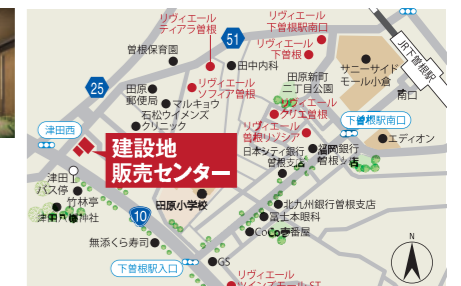 リヴィエール
ティアラ曽根
リヴィエール
下曽根駅南口
51
リヴィエール
下曽根
JR下曽根駅
曽根保育園
田中内科
サニーサイド
モール小倉
南口
25
田原
郵便局
リヴィエール
ソフィア曽根
田原新町
二丁目公園
マルキョウ
石松ウイメンズ
クリニック
リヴィエール
クリエ曽根
下曽根駅南口
津田西
リヴィエール
曽根リゾシア
エディオン
建設地
販売センター
日本シティ銀行
曽根支店
福岡銀行
曽根支店
津田
バス停
竹林亭
津田八幡神社
田原小学校
10
北九州銀行曽根支店
富士本眼科
CoCo壱番屋
無添くら寿司
下曽根駅入口
GS
リヴィエール
ツインズモール ST
N